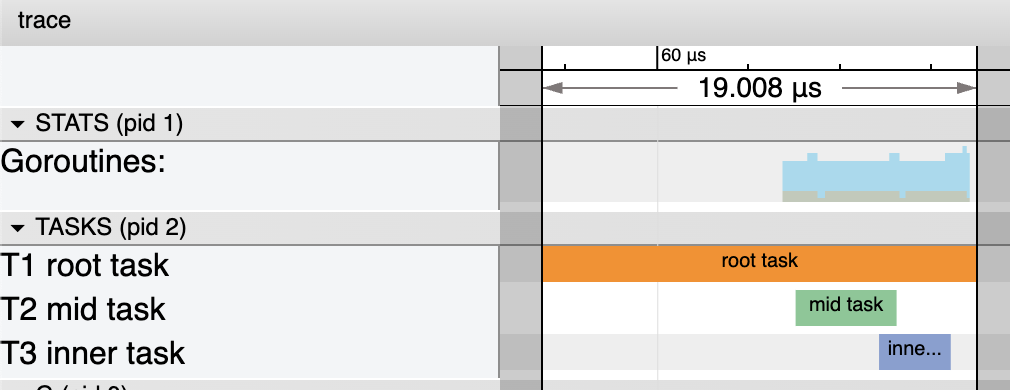 trace
60 μs
19.008 μs
STATS (pid 1)
Goroutines:
TASKS (pid 2)
T1 root task
root task
T2 mid task
mid task
T3 inner task
inne...